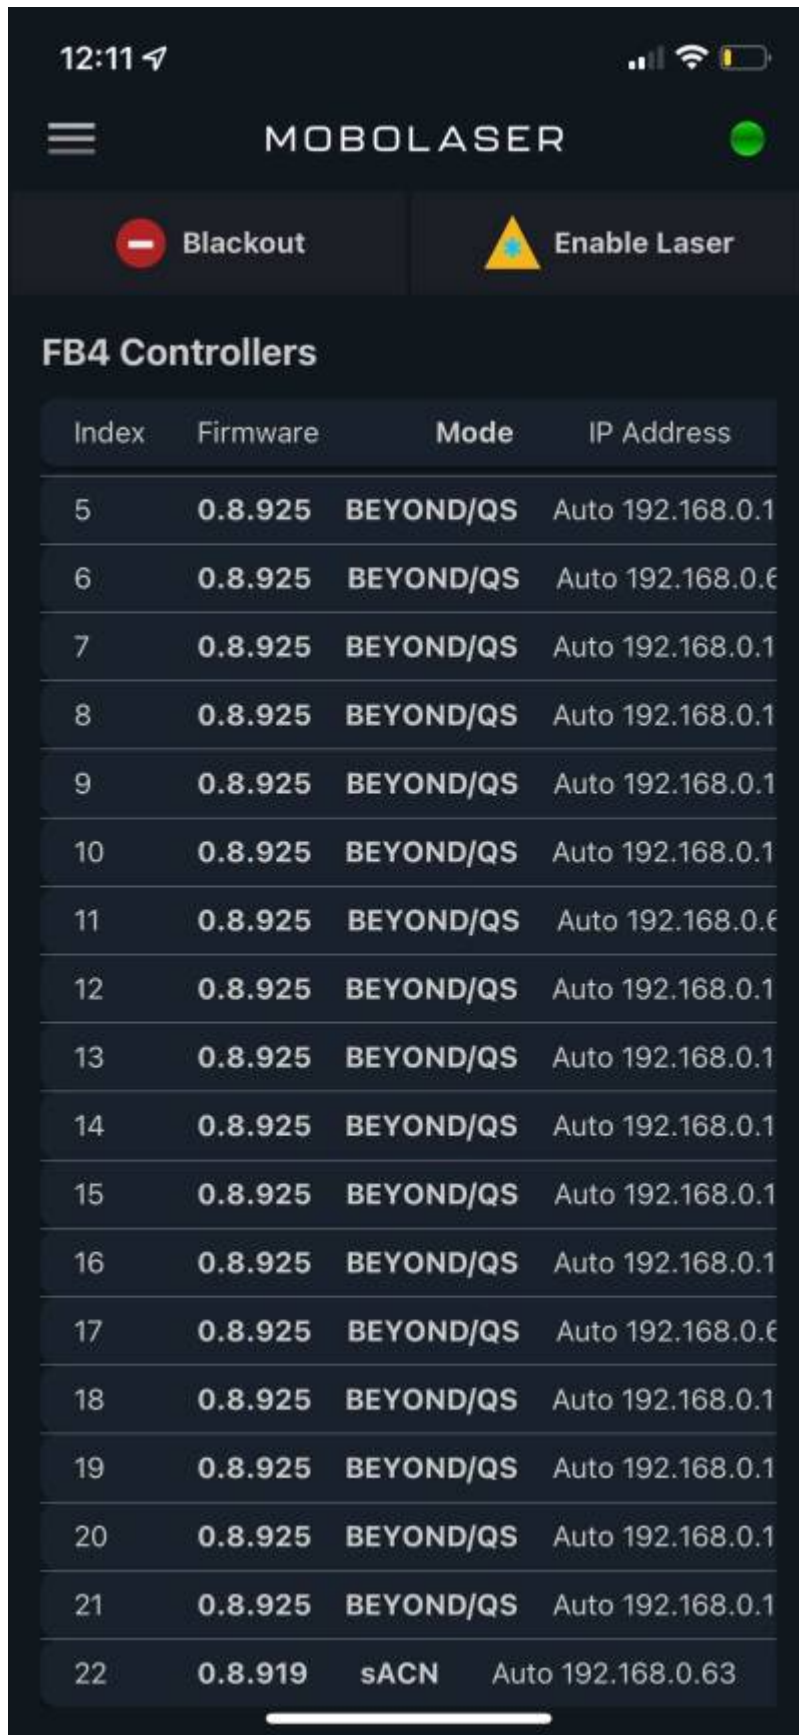 12:11
MOBOLASER
Blackout Enable Laser
FB4 Controllers
Index Firmware Mode IP Address
5 0.8.925 BEYOND/QS Auto 192.168.0.1
6 0.8.925 BEYOND/QS Auto 192.168.0.6
7 0.8.925 BEYOND/QS Auto 192.168.0.1
8 0.8.925 BEYOND/QS Auto 192.168.0.1
9 0.8.925 BEYOND/QS Auto 192.168.0.1
10 0.8.925 BEYOND/QS Auto 192.168.0.1
11 0.8.925 BEYOND/QS Auto 192.168.0.6
12 0.8.925 BEYOND/QS Auto 192.168.0.1
13 0.8.925 BEYOND/QS Auto 192.168.0.1
14 0.8.925 BEYOND/QS Auto 192.168.0.1
15 0.8.925 BEYOND/QS Auto 192.168.0.1
16 0.8.925 BEYOND/QS Auto 192.168.0.1
17 0.8.925 BEYOND/QS Auto 192.168.0.6
18 0.8.925 BEYOND/QS Auto 192.168.0.1
19 0.8.925 BEYOND/QS Auto 192.168.0.1
20 0.8.925 BEYOND/QS Auto 192.168.0.1
21 0.8.925 BEYOND/QS Auto 192.168.0.1
22 0.8.919 sACN Auto 192.168.0.63